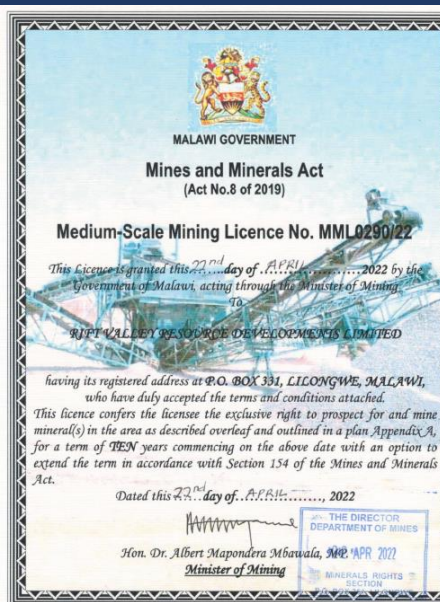 MALAWI GOVERNMENT
Mines and Minerals Act
(Act No.8 of 2019)
Medium-Scale Mining Licence No. MML0290/22
This Licence is granted this......22nd day of ...APRIL..................2022 by the
Government of Malawi, acting through the Minister of Mining
To
RIFT VALLEY RESOURCE DEVELOPMENTS LIMITED
having its registered address at P.O. BOX 331, LILONGWE, MALAWI,
who have duly accepted the terms and conditions attached.
This licence confers the licensee the exclusive right to prospect for and mine
mineral(s) in the area as described overleaf and outlined in a plan Appendix A,
for a term of TEN years commencing on the above date with an option to
extend the term in accordance with Section 154 of the Mines and Minerals
Act.
Dated this 22nd day of...APRIL............, 2022
Hon. Dr. Albert Mapondera Mbawala, MP.
Minister of Mining
THE DIRECTOR
DEPARTMENT OF MINES
APR 2022
MINERALS RIGHTS
SECTION